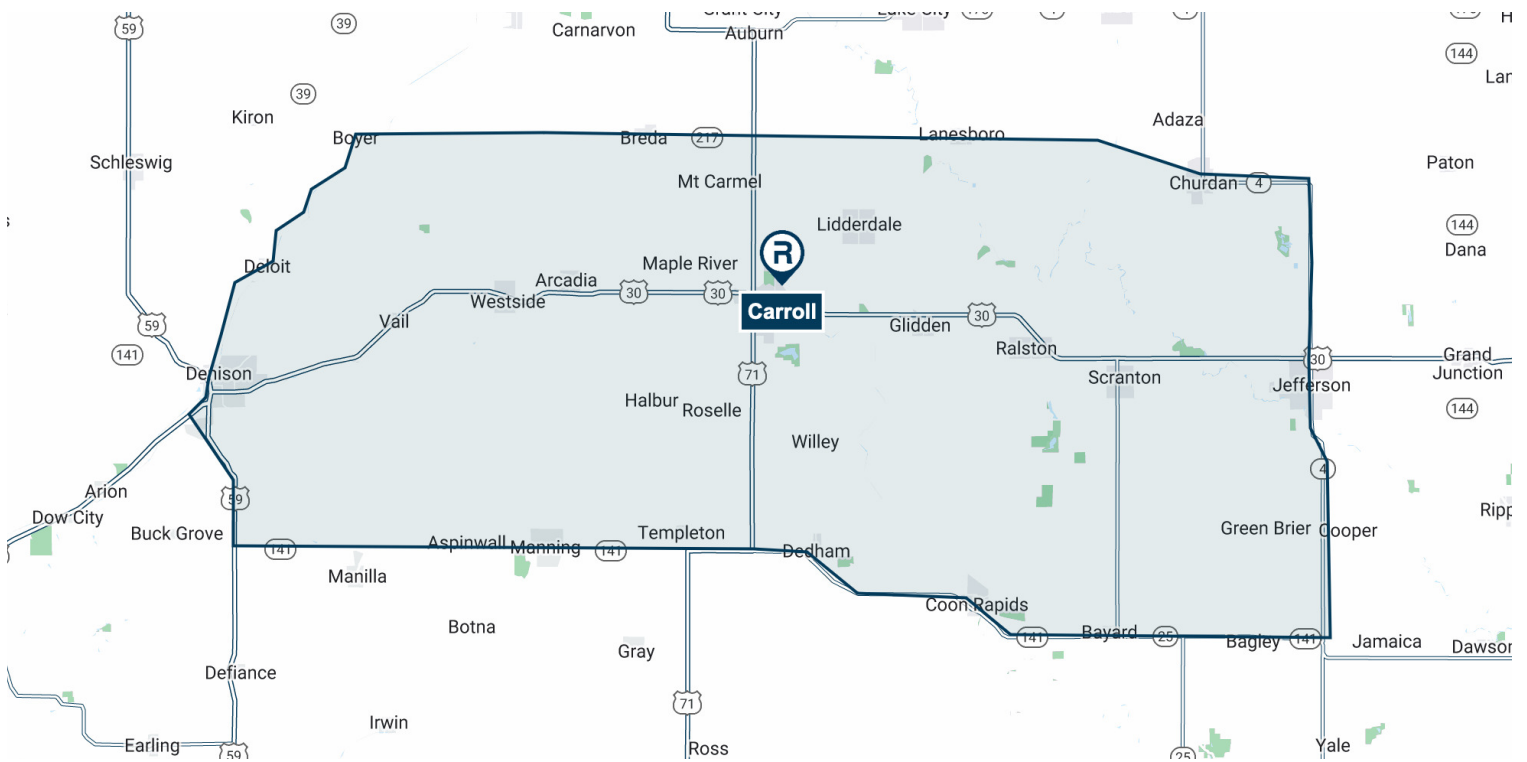 59
39
Carnarvon
Auburn
144
39
Kiron
Adaza
Boyer
Breda
217
Lanesboro
Schleswig
Paton
Mt Carmel
Churdan
4
Lidderdale
144
Dana
R
Deloit
Maple River
Arcadia
30
30
Westside
Carroll
Vail
59
Glidden
30
141
Ralston
30
Grand
Junction
Denison
71
Scranton
Jefferson
Halbur
Roselle
144
Willey
4
Arion
59
Dow City
Buck Grove
Templeton
Green Brier
Cooper
141
Aspinwall
Manning
141
Dedham
Manilla
Coon Rapids
Botna
141
Bayard
25
Bagley
141
Jamaica
Gray
Defiance
71
Irwin
Earling
59
Ross
25
Yale